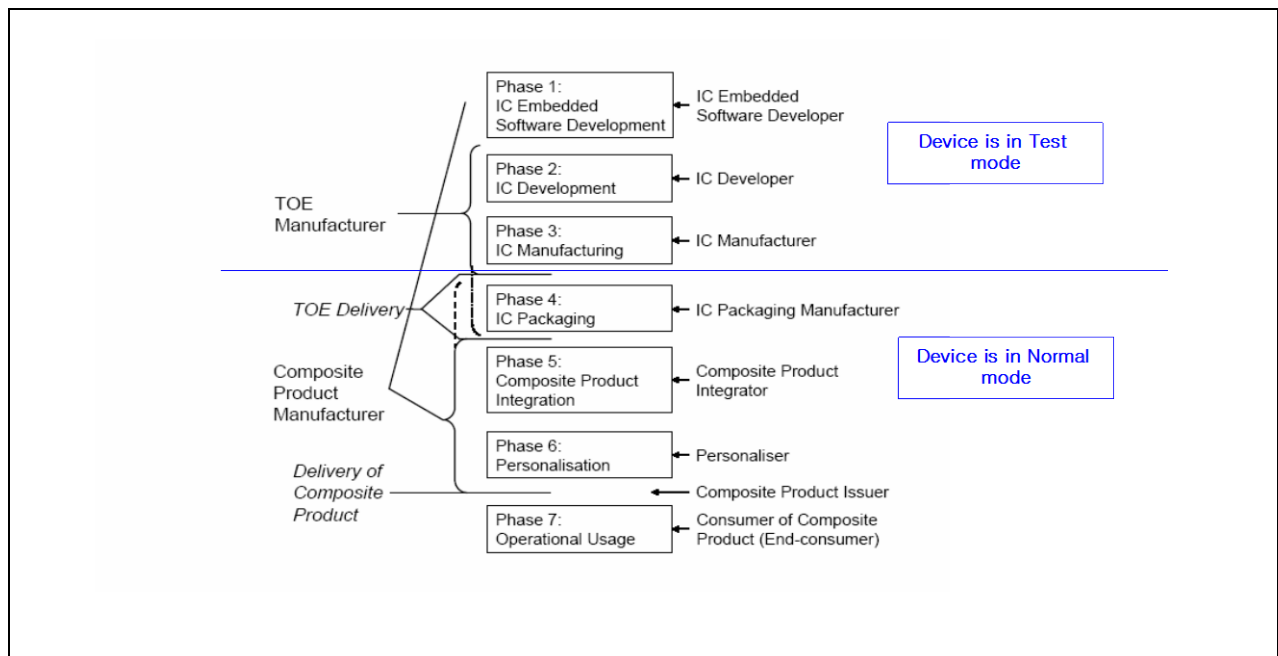 Phase 1:
IC Embedded
Software Development
IC Embedded
Software Developer
Device is in Test
mode
Phase 2:
IC Development
IC Developer
TOE
Manufacturer
Phase 3:
IC Manufacturing
IC Manufacturer
TOE Delivery
Phase 4:
IC Packaging
IC Packaging Manufacturer
Device is in Normal
mode
Composite
Product
Manufacturer
Phase 5:
Composite Product
Integration
Composite Product
Integrator
Phase 6:
Personalisation
Personaliser
Delivery of
Composite
Product
Composite Product Issuer
Phase 7:
Operational Usage
Consumer of Composite
Product (End-consumer)